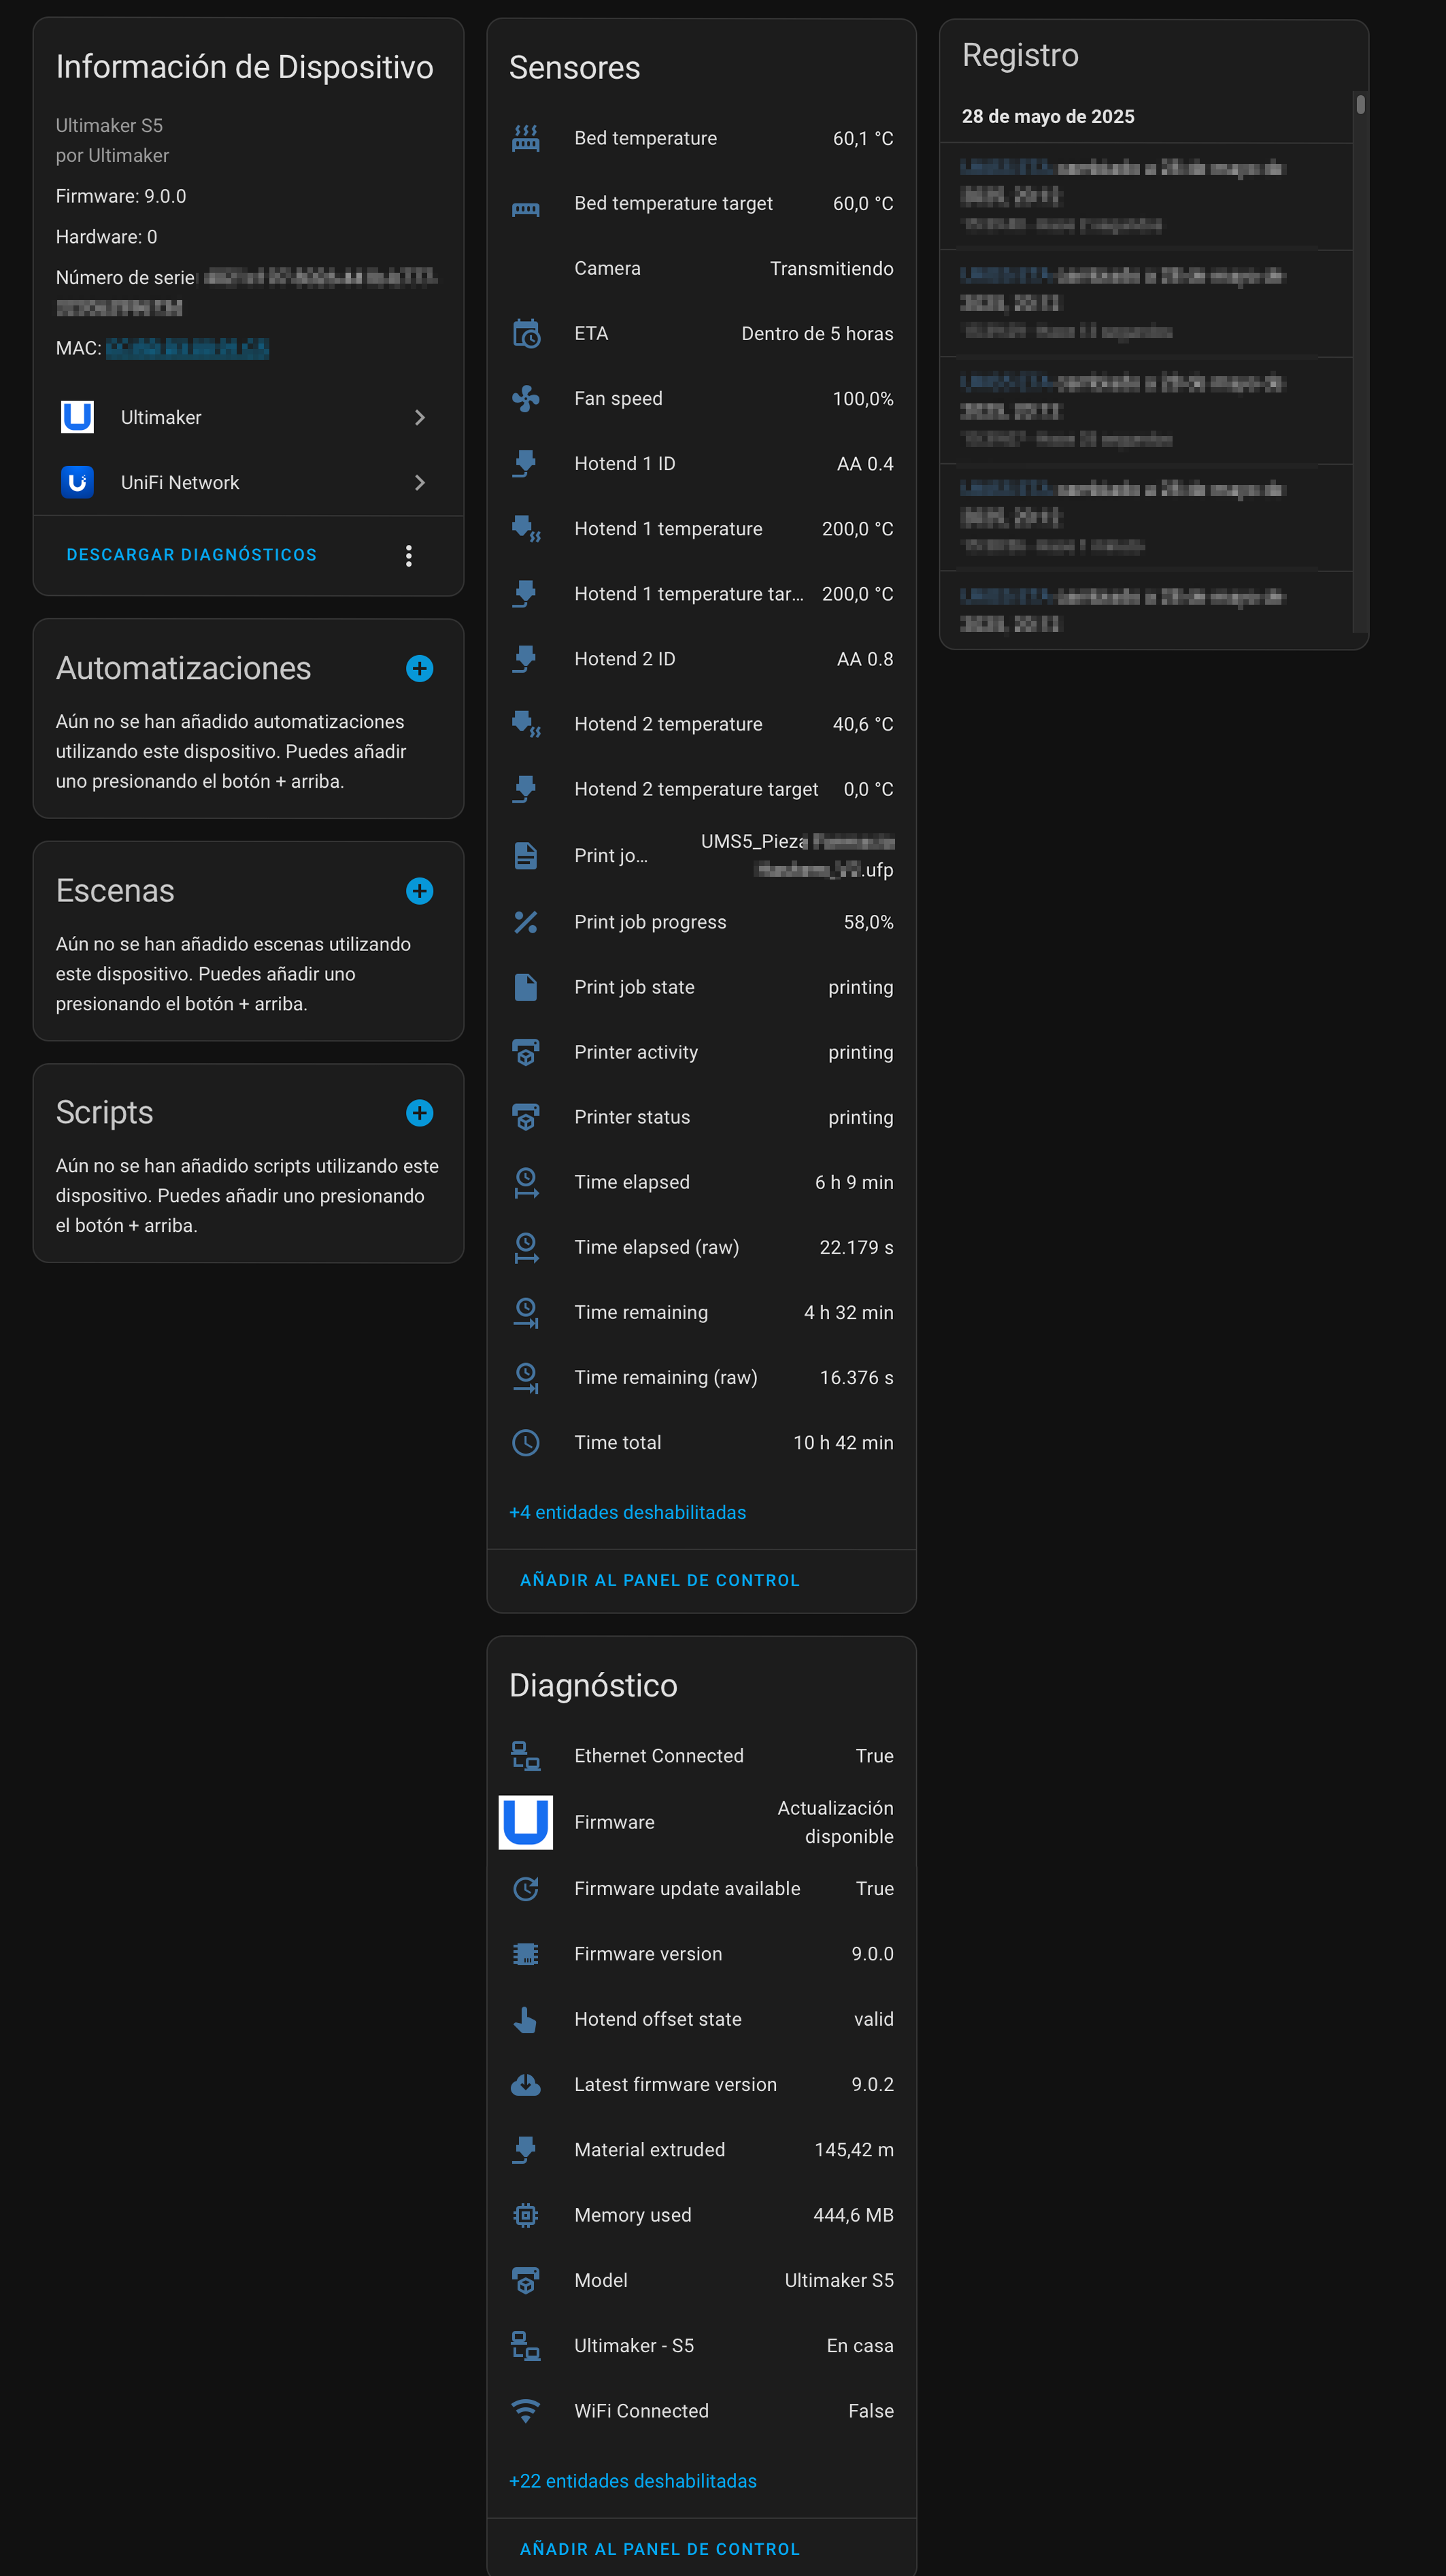 Información de Dispositivo
Ultimaker S5
por Ultimaker
Firmware: 9.0.0
Hardware: 0
Número de serie
MAC:
Ultimaker
UniFi Network
DESCARGAR DIAGNÓSTICOS
Automatizaciones
Aún no se han añadido automatizaciones
utilizando este dispositivo. Puedes añadir
uno presionando el botón + arriba.
Escenas
Aún no se han añadido escenas utilizando
este dispositivo. Puedes añadir uno
presionando el botón + arriba.
Scripts
Aún no se han añadido scripts utilizando este
dispositivo. Puedes añadir uno presionando
el botón + arriba.
Sensores
Bed temperature 60,1 °C
Bed temperature target 60,0 °C
Camera Transmitiendo
ETA Dentro de 5 horas
Fan speed 100,0%
Hotend 1 ID AA 0.4
Hotend 1 temperature 200,0 °C
Hotend 1 temperature tar... 200,0 °C
Hotend 2 ID AA 0.8
Hotend 2 temperature 40,6 °C
Hotend 2 temperature target 0,0 °C
Print jo... UMS5_Pieza
.ufp
Print job progress 58,0%
Print job state printing
Printer activity printing
Printer status printing
Time elapsed 6 h 9 min
Time elapsed (raw) 22.179 s
Time remaining 4 h 32 min
Time remaining (raw) 16.376 s
Time total 10 h 42 min
+4 entidades deshabilitadas
AÑADIR AL PANEL DE CONTROL
Diagnóstico
Ethernet Connected True
Firmware Actualización
disponible
Firmware update available True
Firmware version 9.0.0
Hotend offset state valid
Latest firmware version 9.0.2
Material extruded 145,42 m
Memory used 444,6 MB
Model Ultimaker S5
Ultimaker - S5 En casa
WiFi Connected False
+22 entidades deshabilitadas
AÑADIR AL PANEL DE CONTROL
Registro
28 de mayo de 2025